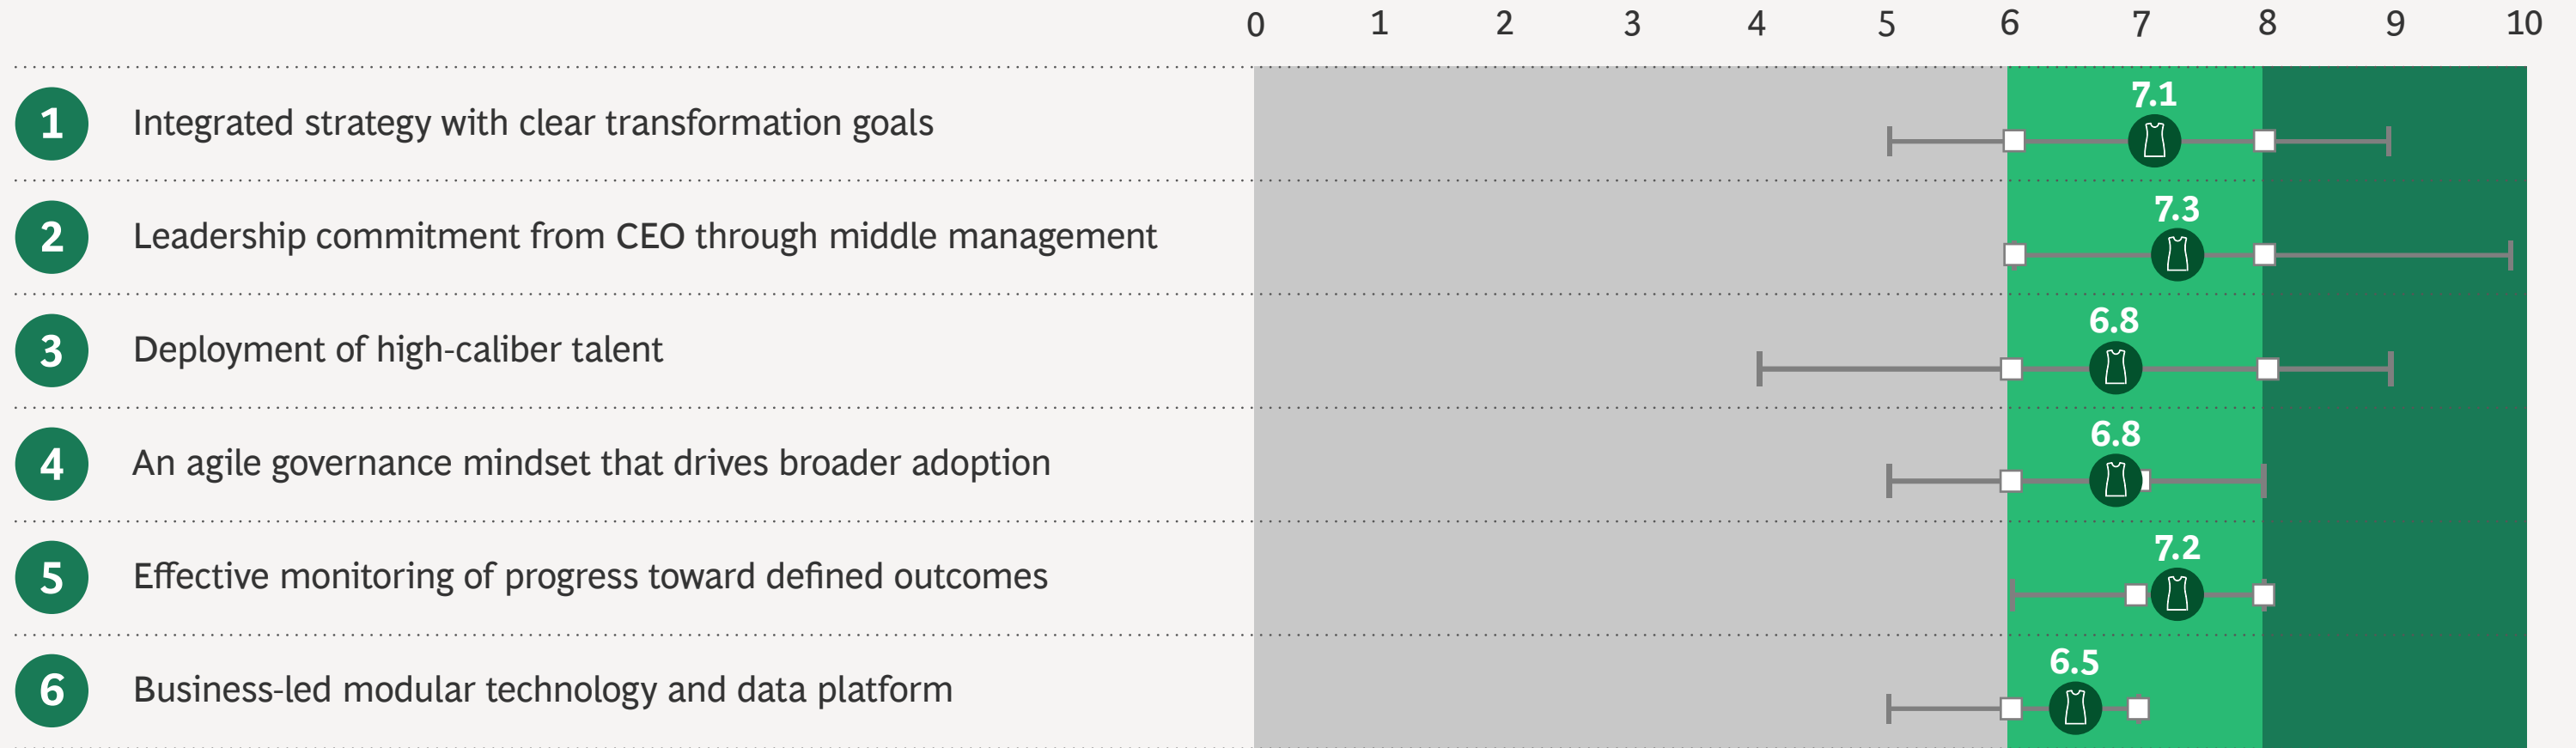 0 1 2 3 4 5 6 7 8 9 10
1 Integrated strategy with clear transformation goals 7.1
2 Leadership commitment from CEO through middle management 7.3
3 Deployment of high-caliber talent 6.8
4 An agile governance mindset that drives broader adoption 6.8
5 Effective monitoring of progress toward defined outcomes 7.2
6 Business-led modular technology and data platform 6.5